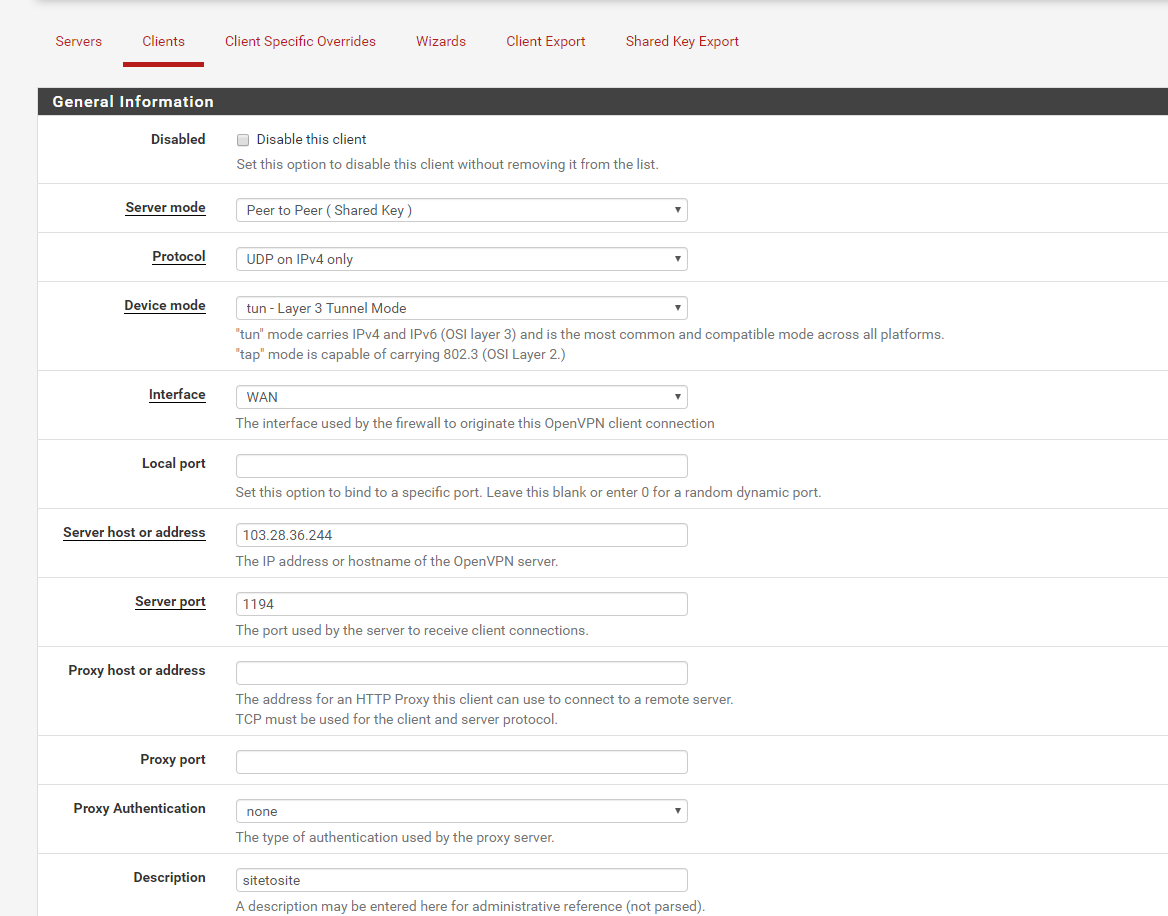 Servers Clients Client Specific Overrides Wizards Client Export Shared Key Export
General Information
Disabled Disable this client
Set this option to disable this client without removing it from the list.
Server mode Peer to Peer ( Shared Key )
Protocol UDP on IPv4 only
Device mode tun - Layer 3 Tunnel Mode
"tun" mode carries IPv4 and IPv6 (OSI layer 3) and is the most common and compatible mode across all platforms.
"tap" mode is capable of carrying 802.3 (OSI Layer 2.)
Interface WAN
The interface used by the firewall to originate this OpenVPN client connection
Local port
Set this option to bind to a specific port. Leave this blank or enter 0 for a random dynamic port.
Server host or address 103.28.36.244
The IP address or hostname of the OpenVPN server.
Server port 1194
The port used by the server to receive client connections.
Proxy host or address
The address for an HTTP Proxy this client can use to connect to a remote server.
TCP must be used for the client and server protocol.
Proxy port
Proxy Authentication none
The type of authentication used by the proxy server.
Description sitetosite
A description may be entered here for administrative reference (not parsed).